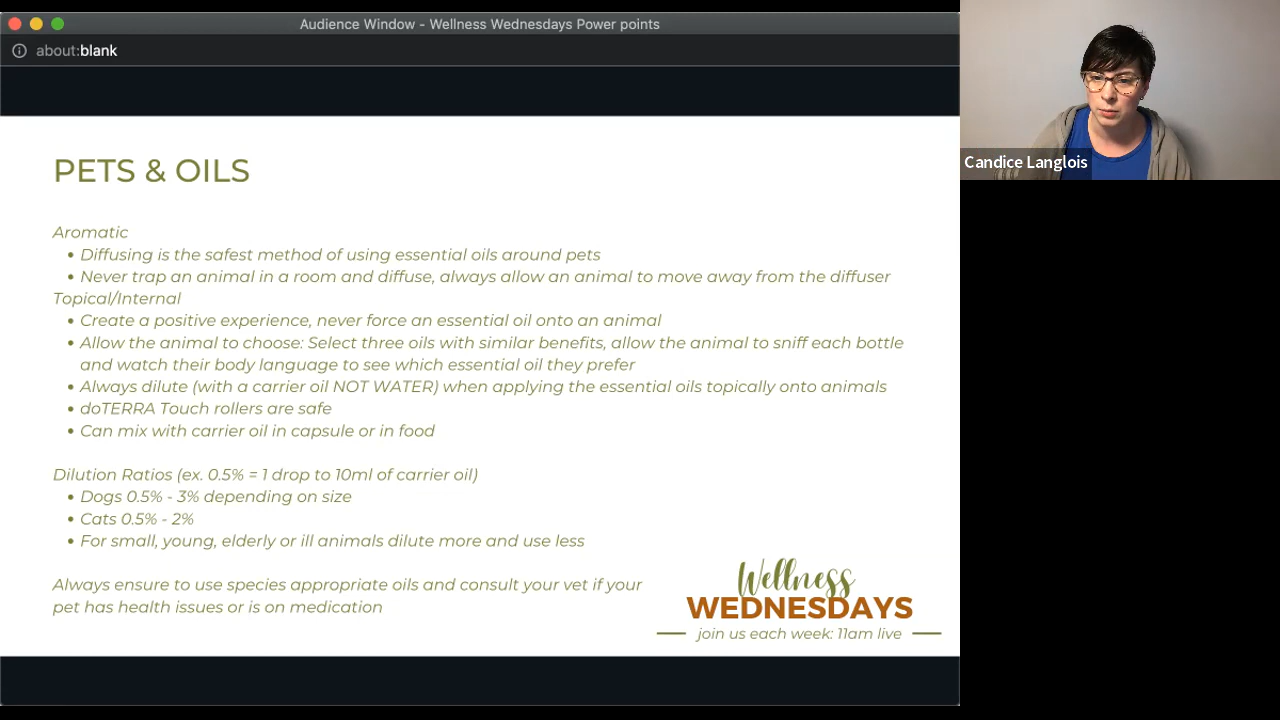 Audience Window - Wellness Wednesdays Power points
about:blank
PETS & OILS
Aromatic
• Diffusing is the safest method of using essential oils around pets
• Never trap an animal in a room and diffuse, always allow an animal to move away from the diffuser
Topical/Internal
• Create a positive experience, never force an essential oil onto an animal
• Allow the animal to choose: Select three oils with similar benefits, allow the animal to sniff each bottle
and watch their body language to see which essential oil they prefer
• Always dilute (with a carrier oil NOT WATER) when applying the essential oils topically onto animals
• doTERRA Touch rollers are safe
• Can mix with carrier oil in capsule or in food
Dilution Ratios (ex. 0.5% = 1 drop to 10ml of carrier oil)
• Dogs 0.5% - 3% depending on size
• Cats 0.5% - 2%
• For small, young, elderly or ill animals dilute more and use less
Always ensure to use species appropriate oils and consult your vet if your
pet has health issues or is on medication
Wellness
WEDNESDAYS
join us each week: 11am live
Candice Langlois